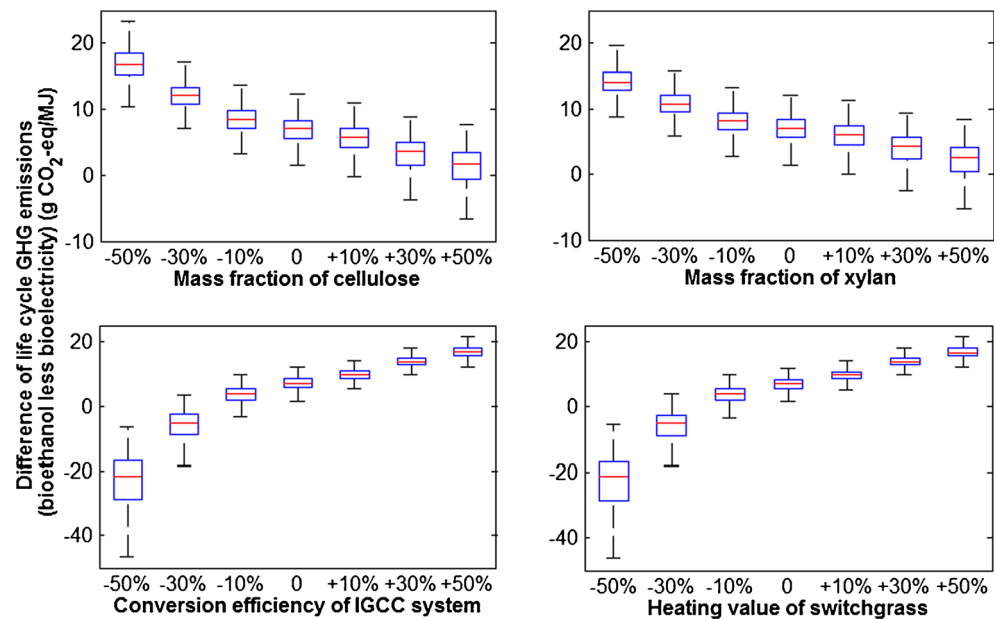 Difference of life cycle GHG emissions
(bioethanol less bioelectricity) (g CO2-eq/MJ)
20
10
0
-10
-50% -30% -10% 0 +10% +30% +50%
Mass fraction of cellulose
20
10
0
-10
-50% -30% -10% 0 +10% +30% +50%
Mass fraction of xylan
20
0
-20
-40
-50% -30% -10% 0 +10% +30% +50%
Conversion efficiency of IGCC system
20
0
-20
-40
-50% -30% -10% 0 +10% +30% +50%
Heating value of switchgrass